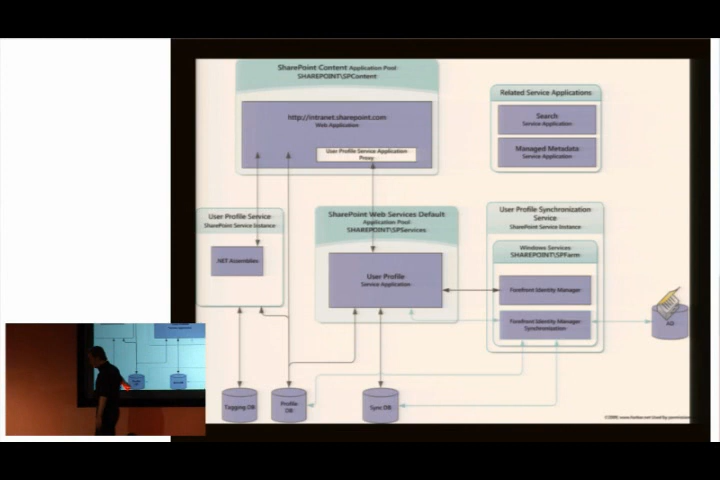 SharePoint Content Application Pool-
SHAREPOINT\SPContent
http://intranet.sharepoint.com
Web Application
User Profile Service Application
Proxy
Related Service Applications
Search
Service Application
Managed Metadata
Service Application
User Profile Service
SharePoint Service Instance
.NET Assemblies
SharePoint Web Services Default
Application Pool-
SHAREPOINT\SPServices
User Profile
Service Application
User Profile Synchronization
Service
SharePoint Service Instance
Windows Services-
SHAREPOINT\SPFarm
Forefront Identity Manager
Forefront Identity Manager
Synchronization
AD
Tagging DB
Profile
DB
Sync DB